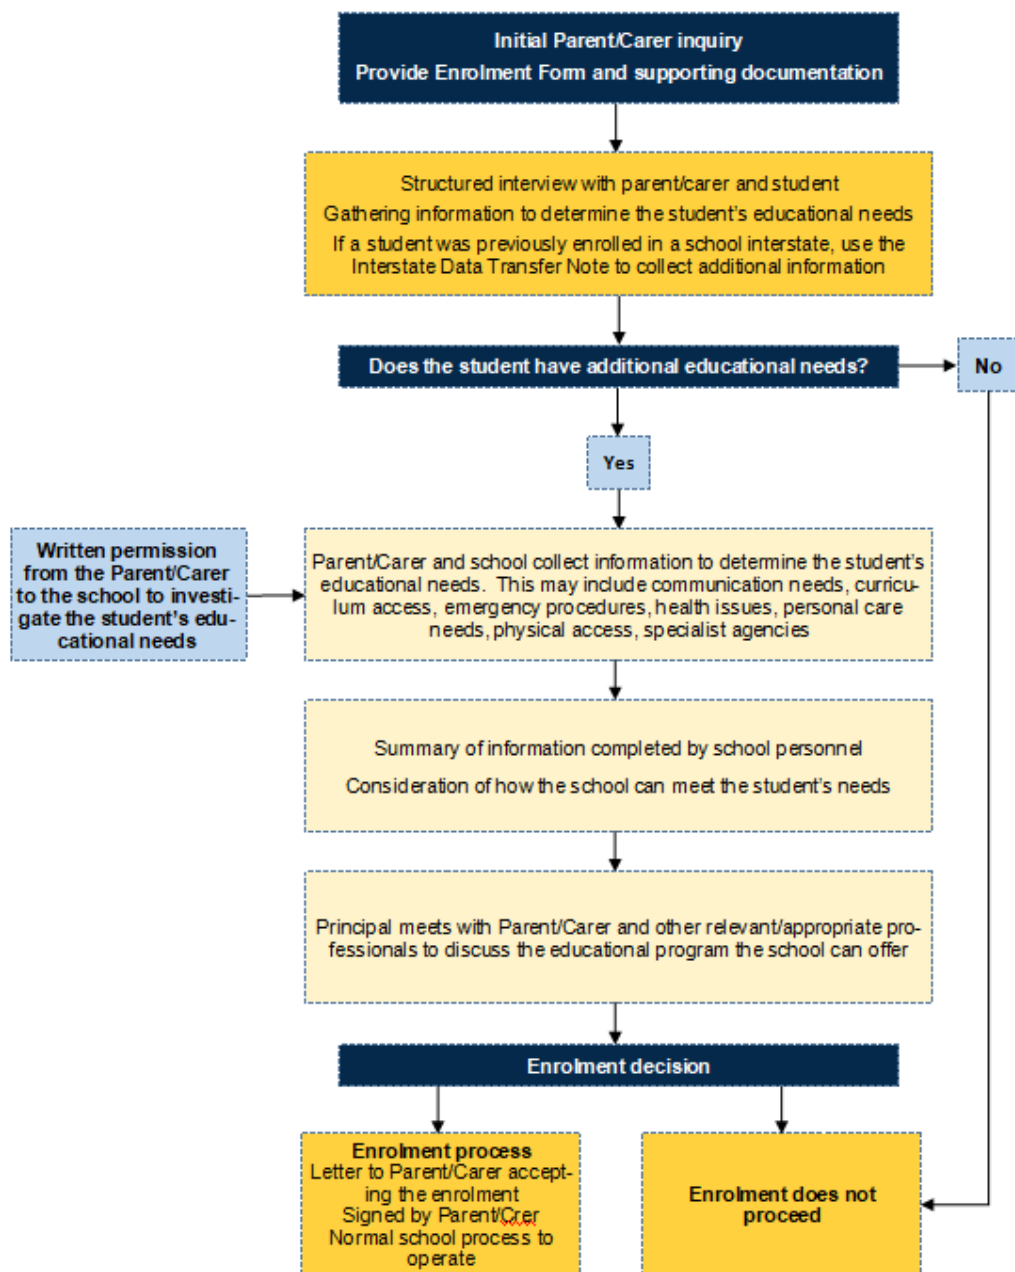 Initial Parent/Carer inquiry
Provide Enrolment Form and supporting documentation
Structured interview with parent/carer and student
Gathering information to determine the student's educational needs
If a student was previously enrolled in a school interstate, use the
Interstate Data Transfer Note to collect additional information
Does the student have additional educational needs?
No
Yes
Written permission
from the Parent/Carer
to the school to investi-
gate the student's edu-
cational needs
Parent/Carer and school collect information to determine the student's
educational needs.  This may include communication needs, curricu-
lum access, emergency procedures, health issues, personal care
needs, physical access, specialist agencies
Summary of information completed by school personnel
Consideration of how the school can meet the student's needs
Principal meets with Parent/Carer and other relevant/appropriate pro-
fessionals to discuss the educational program the school can offer
Enrolment decision
Enrolment process
Letter to Parent/Carer accept-
ing the enrolment
Signed by Parent/Crer
Normal school process to
operate
Enrolment does not
proceed